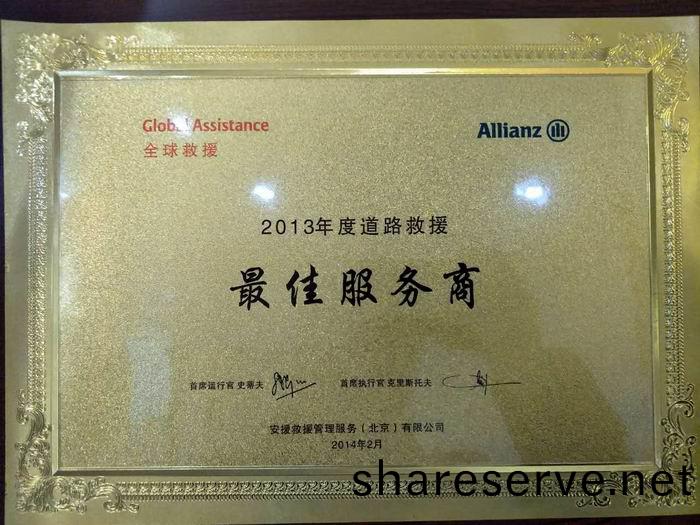 Global Assistance
全球救援
Allianz
2013年度道路救援
最佳服务商
首席运行官 史蒂夫
首席执行官 克里斯托夫
安援救援管理服务（北京）有限公司
2014年2月
shareserve.net